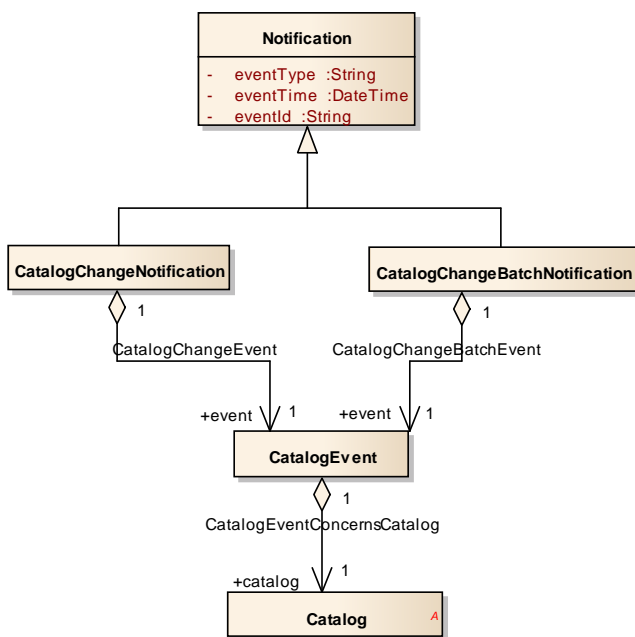 Notification
- eventType :String
- eventTime :DateTime
- eventId :String
CatalogChangeNotification
CatalogChangeBatchNotification
1
1
CatalogChangeEvent
CatalogChangeBatchEvent
+event
1
+event
1
CatalogEvent
1
CatalogEventConcernsCatalog
+catalog
1
Catalog
A